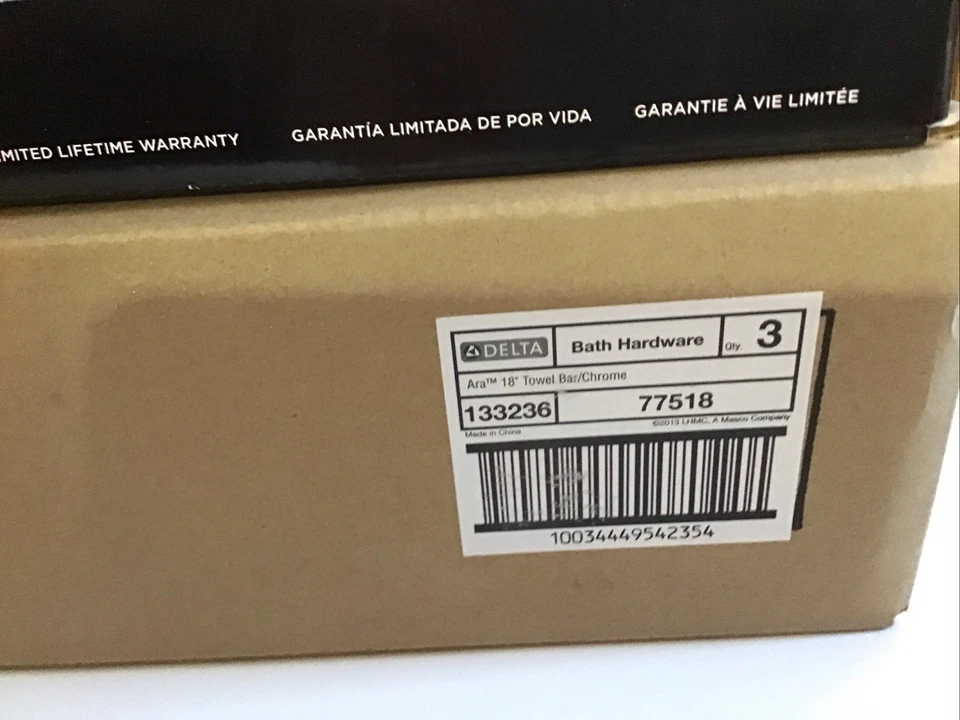 MITED LIFETIME WARRANTY
GARANTÍA LIMITADA DE POR VIDA
GARANTIE À VIE LIMITÉE
DELTA
Bath Hardware
Qty. 3
Ara™ 18" Towel Bar/Chrome
133236
77518
Made in China
©2013 LHMC, A Masco Company
10034449542354